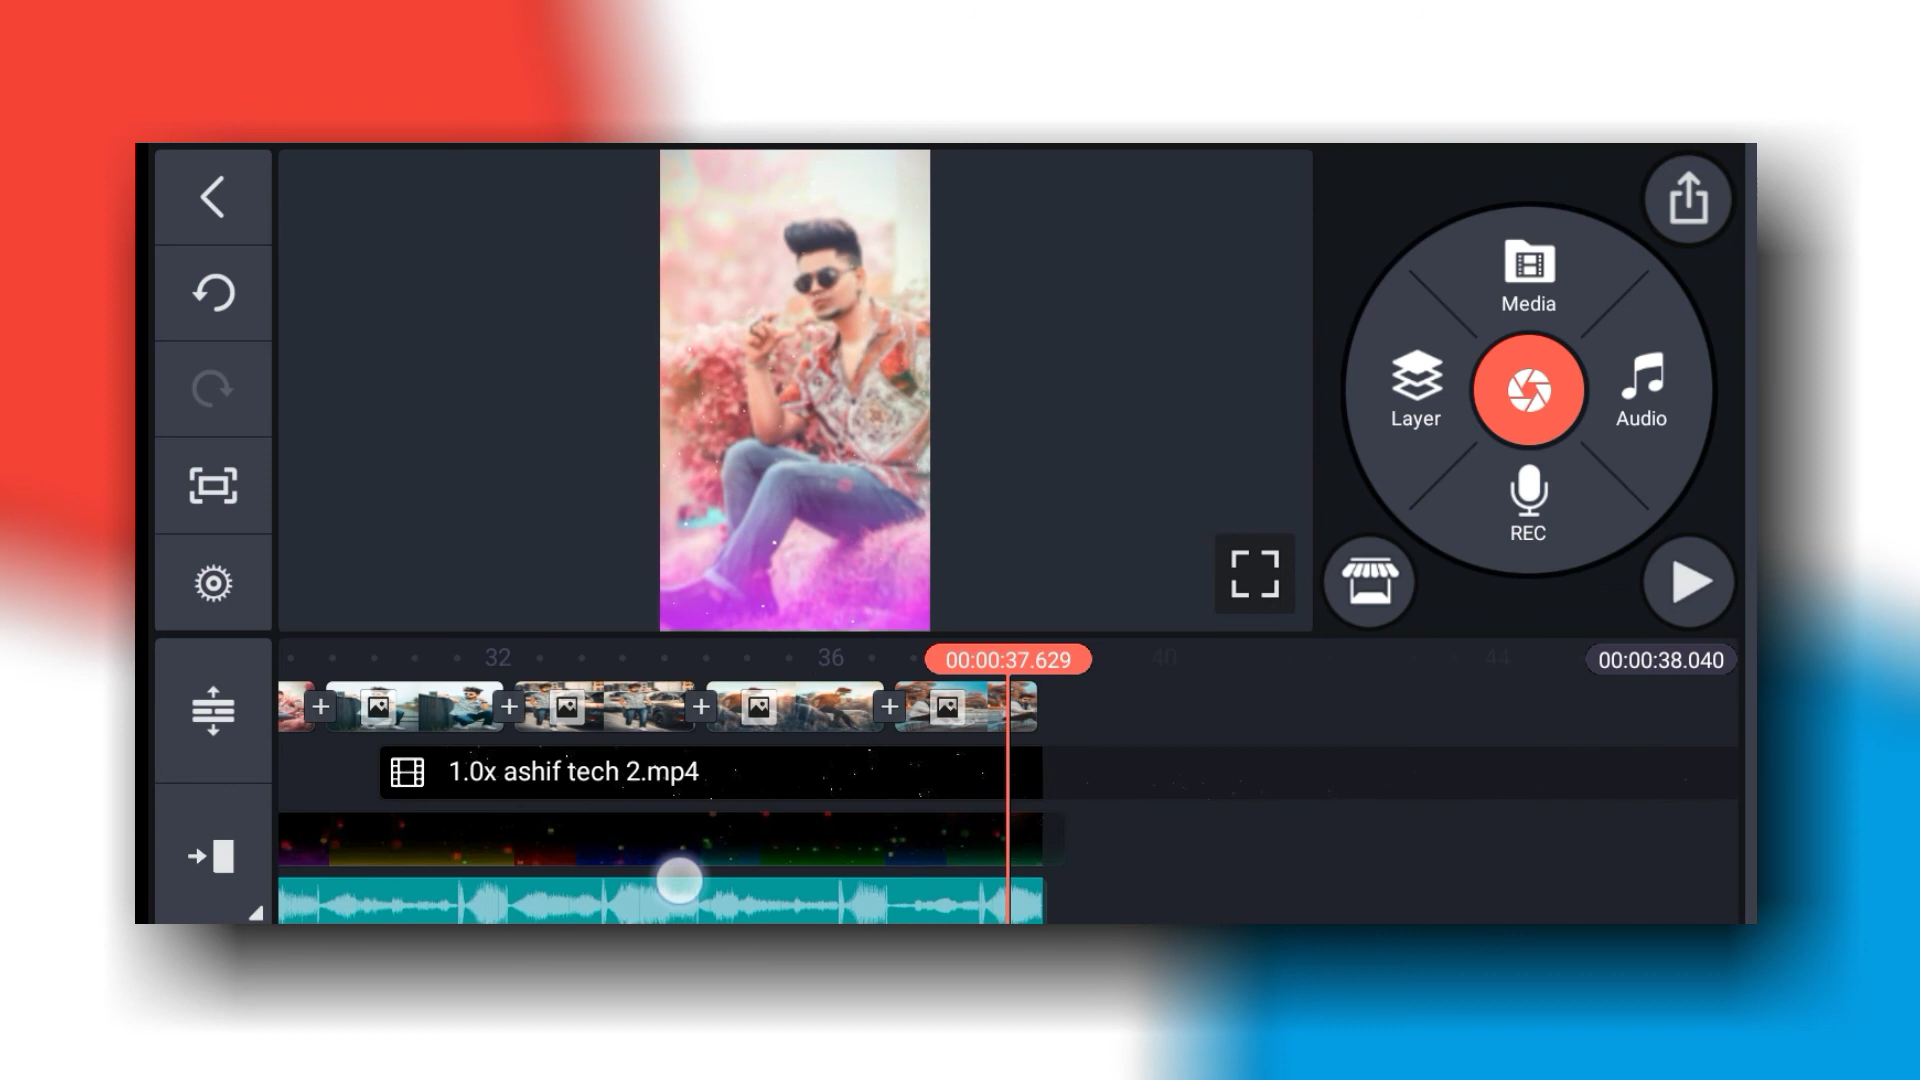 Media
Layer
Audio
REC
32
36
00:00:37.629
40
44
00:00:38.040
1.0x ashif tech 2.mp4